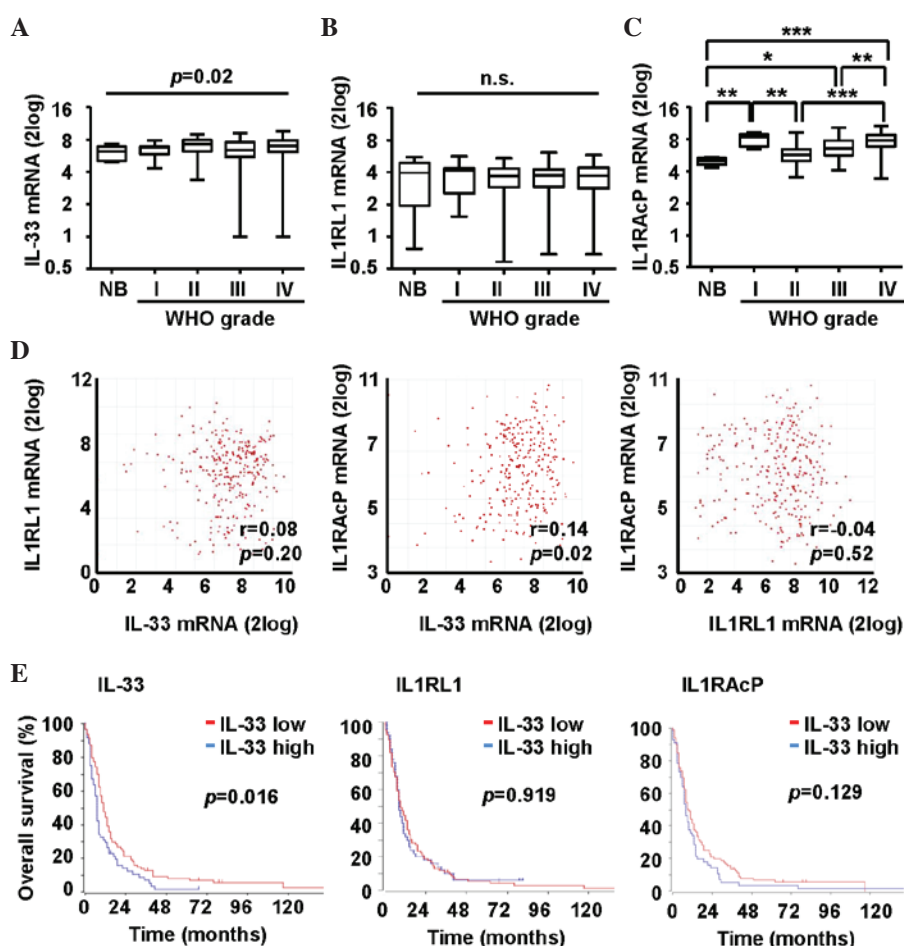 A
p=0.02
IL-33 mRNA (2log)
16
8
4
2
1
0.5
NB I II III IV
WHO grade
B
n.s.
IL1RL1 mRNA (2log)
16
8
4
2
1
0.5
NB I II III IV
WHO grade
C
***
* **
** ** ***
IL1RAcP mRNA (2log)
16
8
4
2
1
0.5
NB I II III IV
WHO grade
D
IL1RL1 mRNA (2log)
12
8
4
0
r=0.08
p=0.20
0 2 4 6 8 10
IL-33 mRNA (2log)
IL1RAcP mRNA (2log)
11
7
5
3
r=0.14
p=0.02
0 2 4 6 8 10
IL-33 mRNA (2log)
IL1RAcP mRNA (2log)
11
7
5
3
r=-0.04
p=0.52
0 2 4 6 8 10 12
IL1RL1 mRNA (2log)
E
IL-33
Overall survival (%)
100
80
60
40
20
0
IL-33 low
IL-33 high
p=0.016
0 24 48 72 96 120
Time (months)
IL1RL1
100
80
60
40
20
0
IL-33 low
IL-33 high
p=0.919
0 24 48 72 96 120
Time (months)
IL1RAcP
100
80
60
40
20
0
IL-33 low
IL-33 high
p=0.129
0 24 48 72 96 120
Time (months)